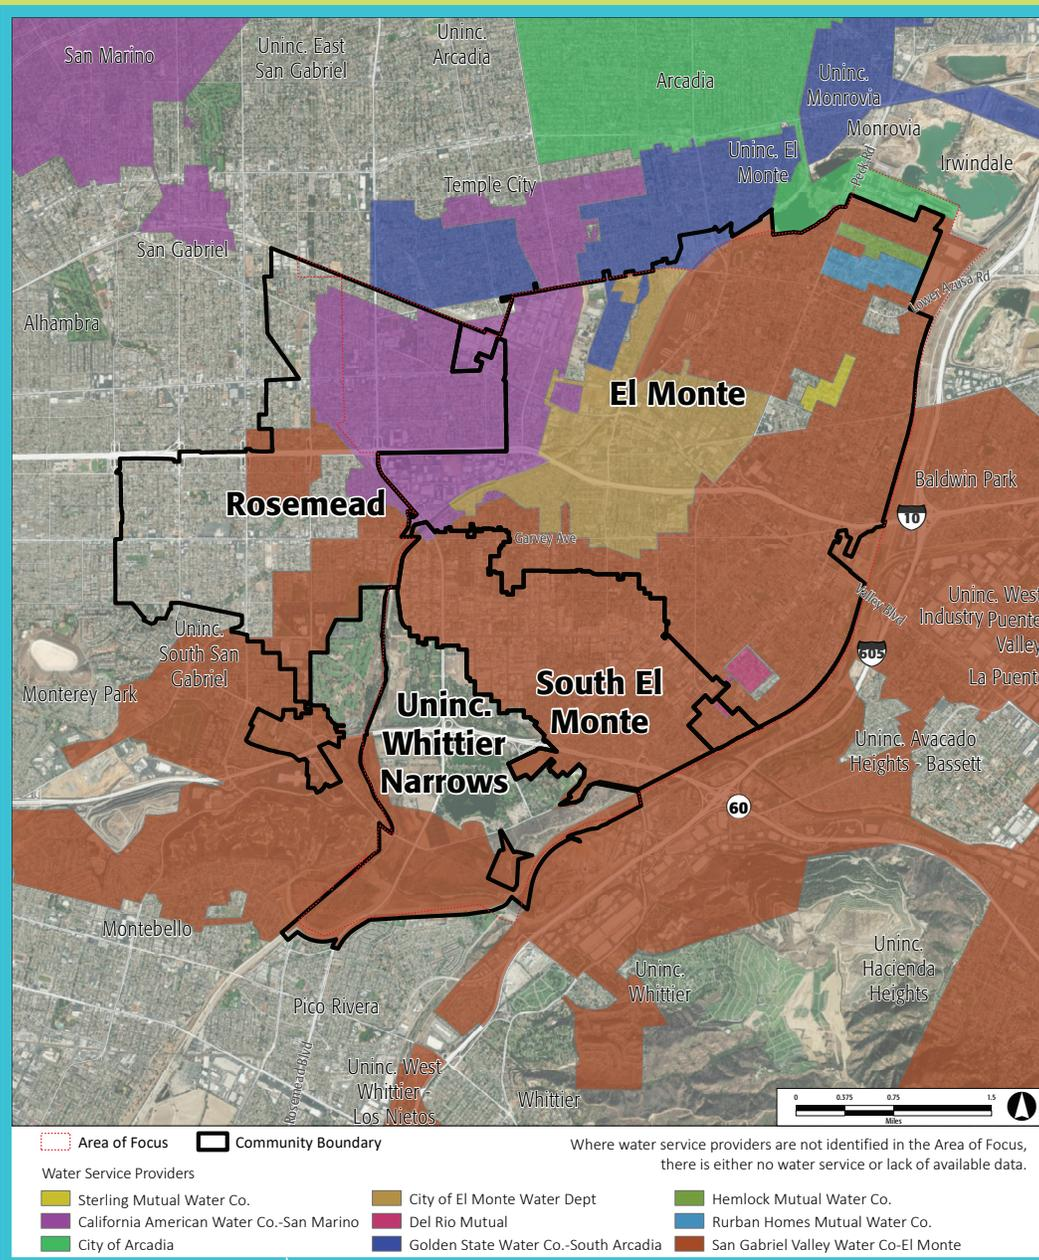 San Marino
Uninc. East
San Gabriel
Uninc.
Arcadia
Arcadia
Uninc.
Monrovia
Monrovia
Peck Rd
Irwindale
Uninc. El
Monte
Temple City
San Gabriel
Alhambra
Lower Azusa Rd
El Monte
Baldwin Park
Rosemead
10
Garvey Ave
Valley Blvd
Uninc. West
Industry Puente
Valley
La Puent
605
Uninc.
South San
Gabriel
Monterey Park
South El
Monte
Uninc.
Whittier
Narrows
Uninc. Avacado
Heights - Bassett
60
Montebello
Uninc.
Hacienda
Heights
Uninc.
Whittier
Pico Rivera
Rosemead Blvd
Uninc. West
Whittier -
Los Nietos
Whittier
0 0.375 0.75 1.5
Miles
Area of Focus
Community Boundary
Where water service providers are not identified in the Area of Focus,
there is either no water service or lack of available data.
Water Service Providers
Sterling Mutual Water Co.
City of El Monte Water Dept
Hemlock Mutual Water Co.
California American Water Co.-San Marino
Del Rio Mutual
Rurban Homes Mutual Water Co.
City of Arcadia
Golden State Water Co.-South Arcadia
San Gabriel Valley Water Co-El Monte